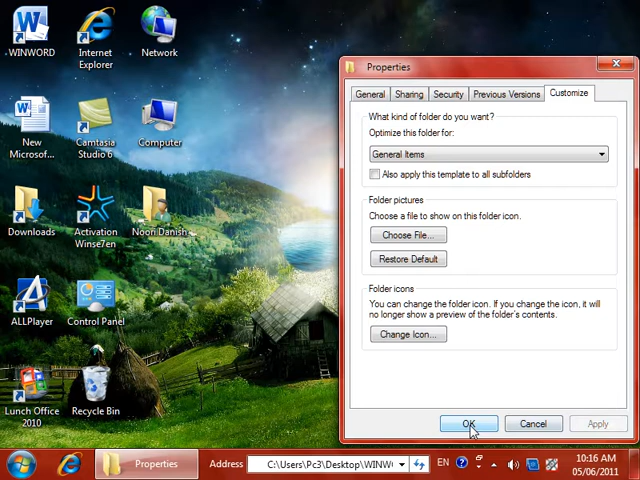 WINWORD
Internet
Explorer
Network
New
Microsof...
Camtasia
Studio 6
Computer
Downloads
Activation
Winse7en
Noori Danish
ALLPlayer
Control Panel
Lunch Office
2010
Recycle Bin
Properties
General
Sharing
Security
Previous Versions
Customize
What kind of folder do you want?
Optimize this folder for:
General Items
Also apply this template to all subfolders
Folder pictures
Choose a file to show on this folder icon.
Choose File...
Restore Default
Folder icons
You can change the folder icon. If you change the icon, it will
no longer show a preview of the folder's contents.
Change Icon...
OK
Cancel
Apply
Properties
Address
C:\Users\Pc3\Desktop\WINWO
EN
10:16 AM
05/06/2011